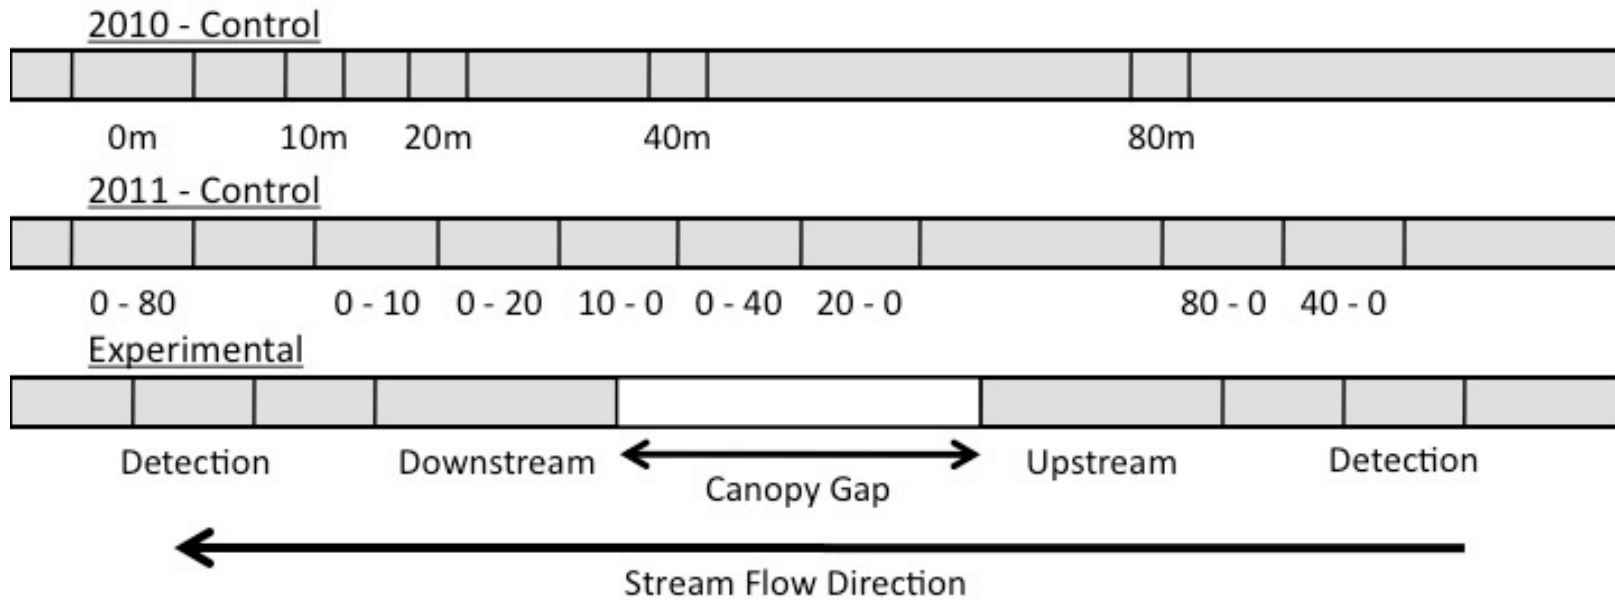 2010 - Control
0m 10m 20m 40m 80m
2011 - Control
0 - 80 0 - 10 0 - 20 10 - 0 0 - 40 20 - 0 80 - 0 40 - 0
Experimental
Detection Downstream Upstream Detection
Canopy Gap
Stream Flow Direction